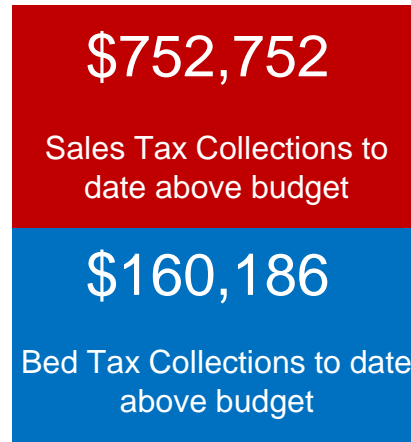 $752,752
Sales Tax Collections to
date above budget
$160,186
Bed Tax Collections to date
above budget